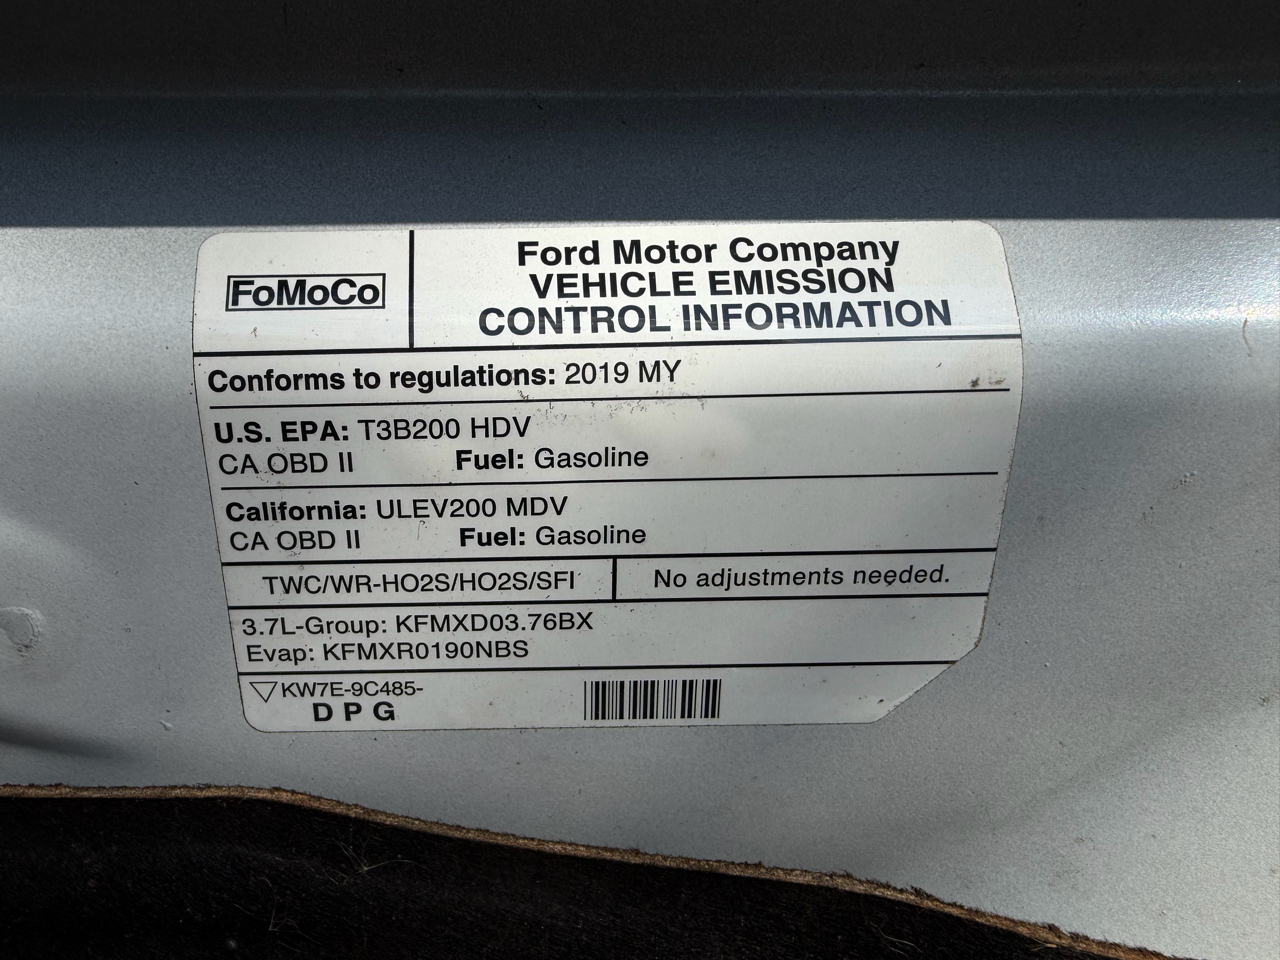 FoMoCo
Ford Motor Company
VEHICLE EMISSION
CONTROL INFORMATION
Conforms to regulations: 2019 MY
U.S. EPA: T3B200 HDV
CA OBD II Fuel: Gasoline
California: ULEV200 MDV
CA OBD II Fuel: Gasoline
TWC/WR-HO2S/HO2S/SFI
No adjustments needed.
3.7L-Group: KFMXD03.76BX
Evap: KFMXR0190NBS
KW7E-9C485-
D P G